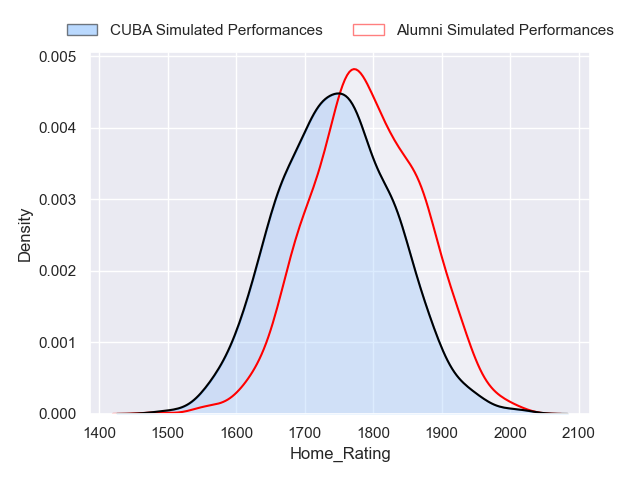 CUBA Simulated Performances Alumni Simulated Performances
0.005
0.004
0.003
0.002
0.001
0.000
Density
1400 1500 1600 1700 1800 1900 2000 2100
Home_Rating